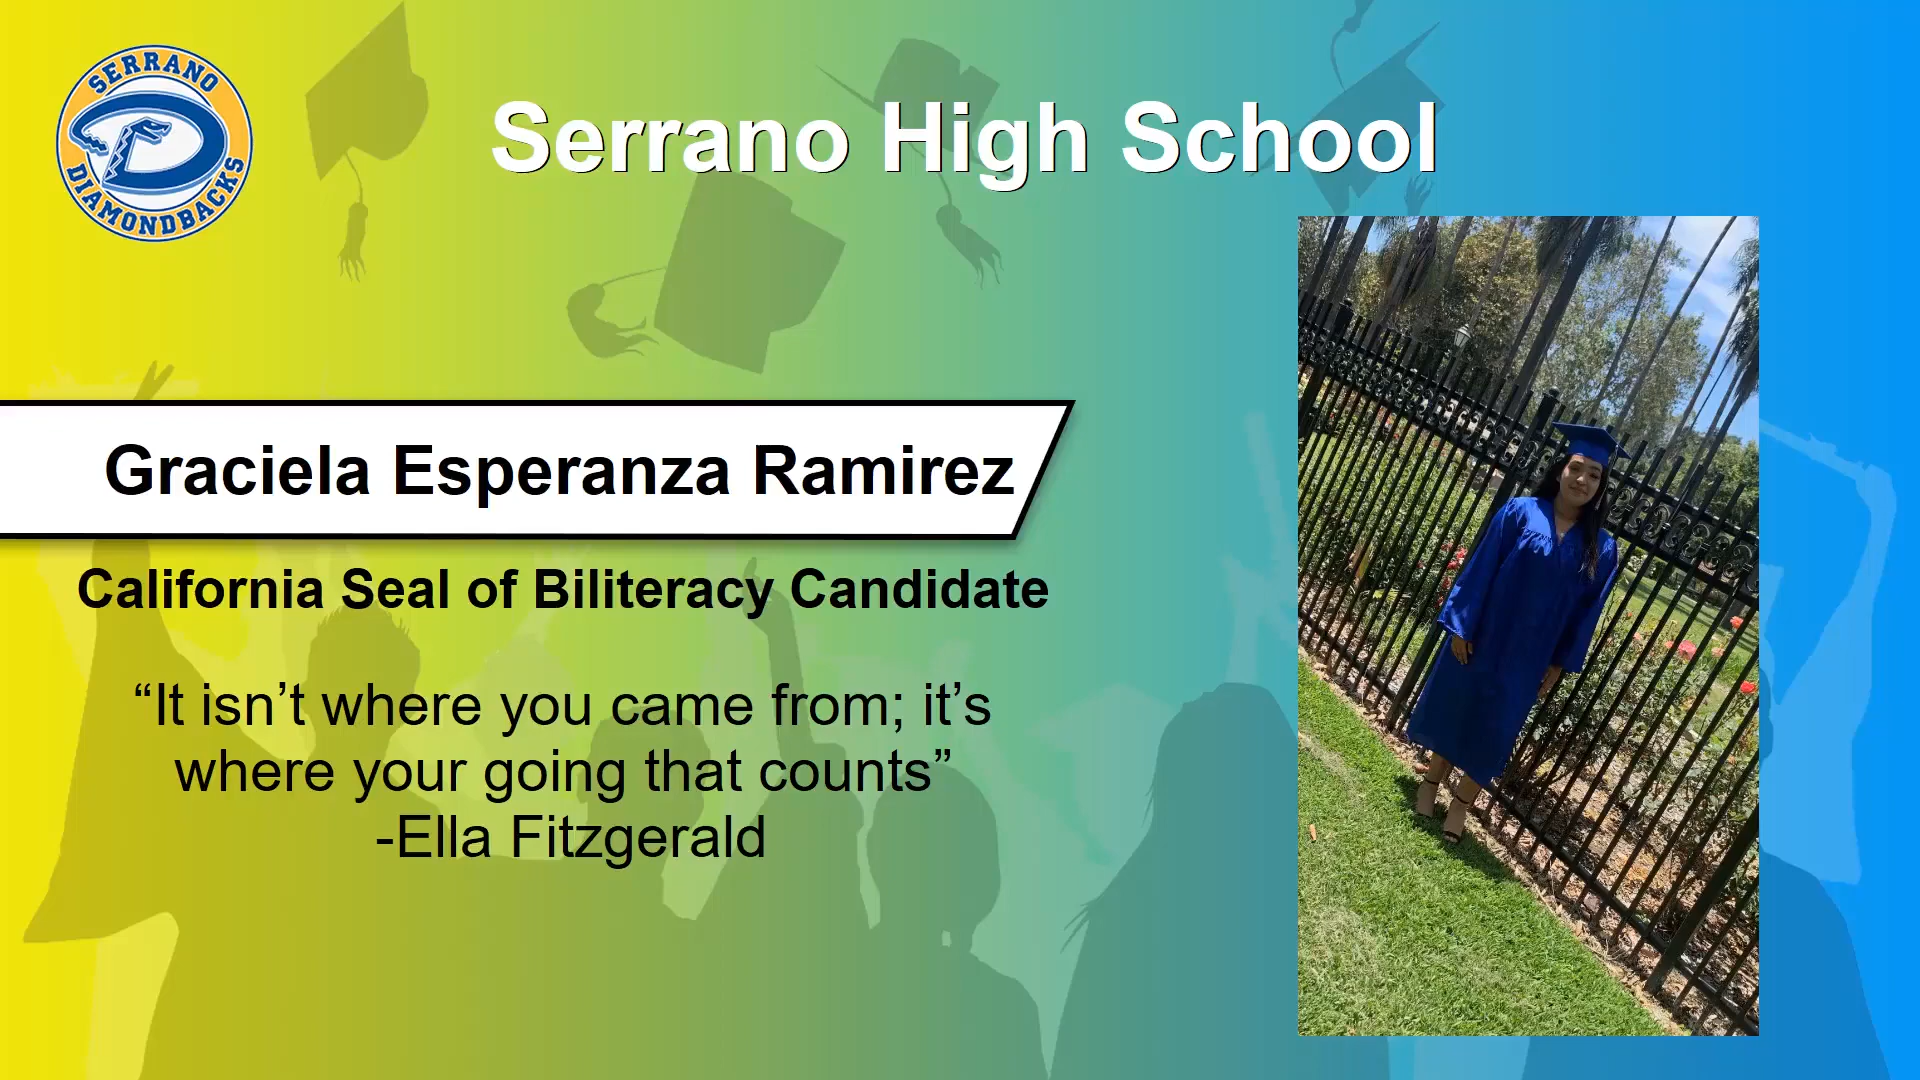 SERRANO
DIAMONDBACKS
Serrano High School
Graciela Esperanza Ramirez
California Seal of Biliteracy Candidate
“It isn’t where you came from; it’s
where your going that counts”
-Ella Fitzgerald